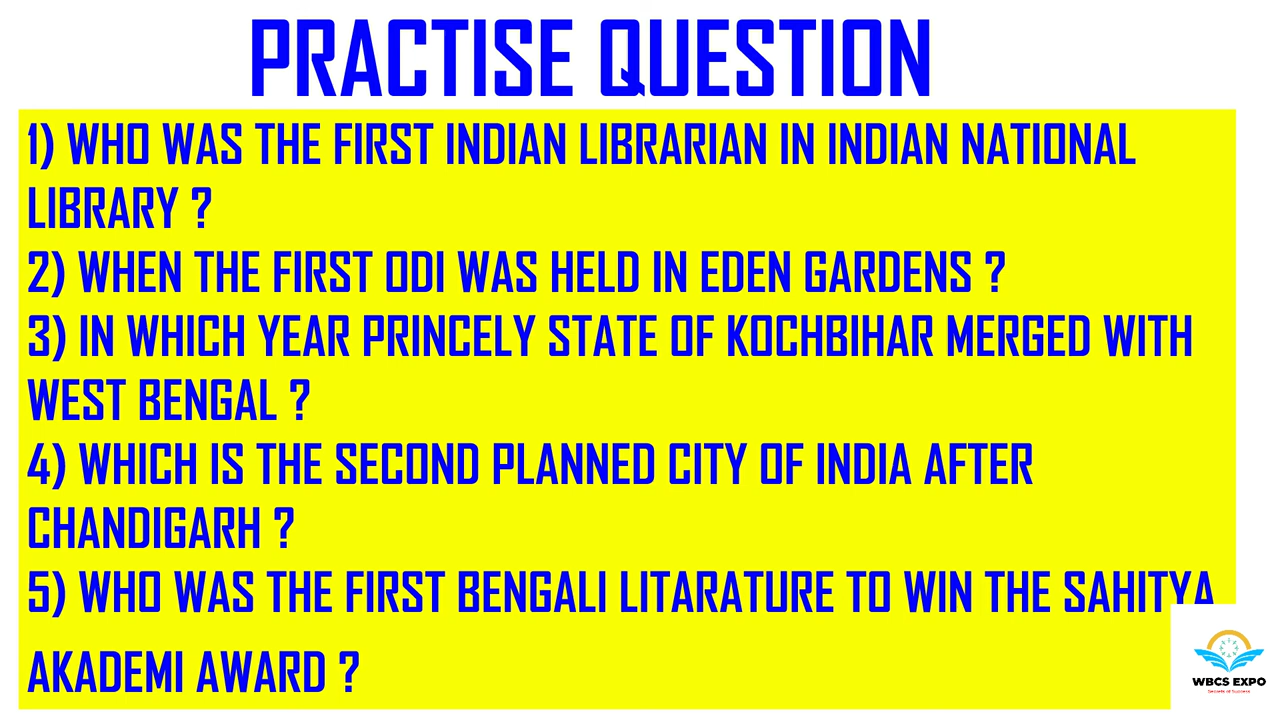 PRACTISE QUESTION
1) WHO WAS THE FIRST INDIAN LIBRARIAN IN INDIAN NATIONAL
LIBRARY ?
2) WHEN THE FIRST ODI WAS HELD IN EDEN GARDENS ?
3) IN WHICH YEAR PRINCELY STATE OF KOCHBIHAR MERGED WITH
WEST BENGAL ?
4) WHICH IS THE SECOND PLANNED CITY OF INDIA AFTER
CHANDIGARH ?
5) WHO WAS THE FIRST BENGALI LITARATURE TO WIN THE SAHITYA
AKADEMI AWARD ?
WBCS EXPO
Secrets of Success